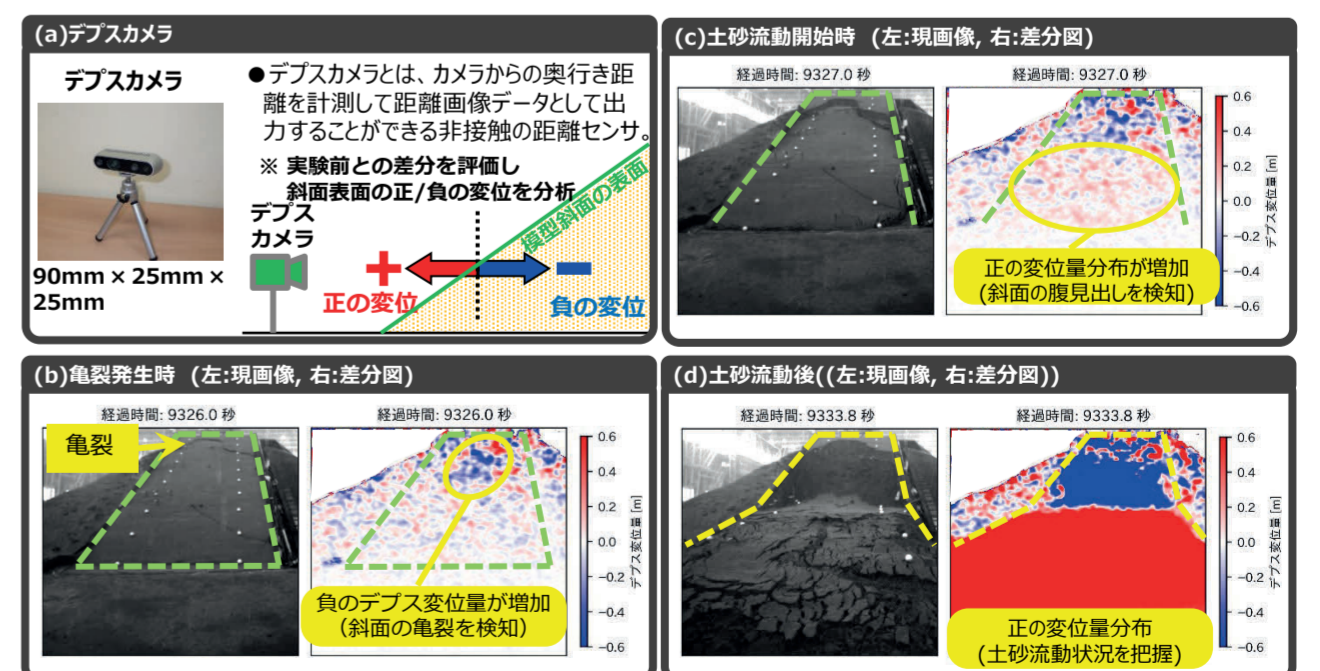 (a)デプスカメラ
デプスカメラ
90mm × 25mm ×
25mm
●デプスカメラとは、カメラからの奥行き距
離を計測して距離画像データとして出
力することができる非接触の距離センサ。
※ 実験前との差分を評価し
斜面表面の正/負の変位を分析
デプス
カメラ
模型斜面の表面
+
−
正の変位
負の変位
(b)亀裂発生時 (左:現画像, 右:差分図)
経過時間: 9326.0 秒
経過時間: 9326.0 秒
亀裂
負のデプス変位量が増加
(斜面の亀裂を検知)
0.6
0.4
0.2
0.0
−0.2
−0.4
−0.6
デプス変位量 [m]
(c)土砂流動開始時 (左:現画像, 右:差分図)
経過時間: 9327.0 秒
経過時間: 9327.0 秒
正の変位量分布が増加
(斜面の腹見出しを検知)
0.6
0.4
0.2
0.0
−0.2
−0.4
−0.6
デプス変位量 [m]
(d)土砂流動後((左:現画像, 右:差分図))
経過時間: 9333.8 秒
経過時間: 9333.8 秒
正の変位量分布
(土砂流動状況を把握)
0.6
0.4
0.2
0.0
−0.2
−0.4
−0.6
デプス変位量 [m]